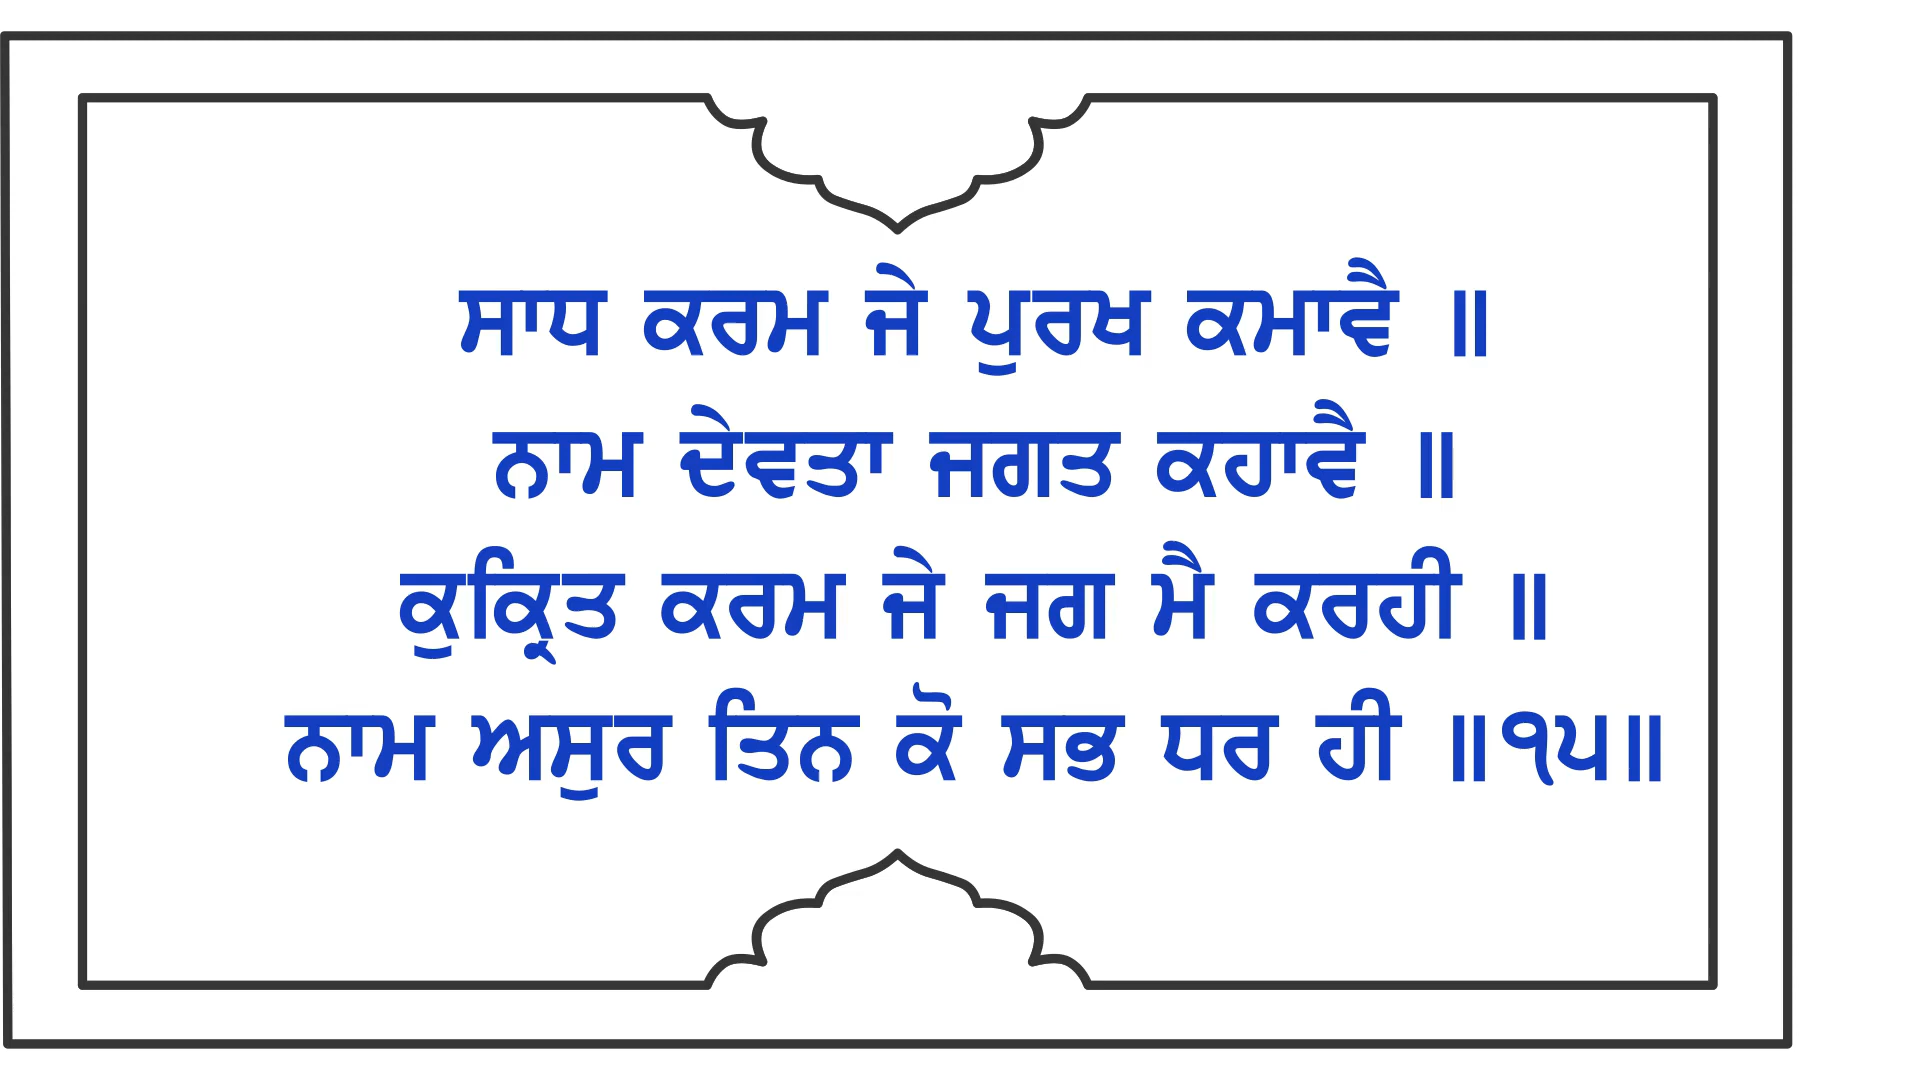 ਸਾਧ ਕਰਮ ਜੇ ਪੁਰਖ ਕਮਾਵੈ ॥
ਨਾਮ ਦੇਵਤਾ ਜਗਤ ਕਹਾਵੈ ॥
ਕੁਕ੍ਰਿਤ ਕਰਮ ਜੇ ਜਗ ਮੈ ਕਰਹੀ ॥
ਨਾਮ ਅਸੁਰ ਤਿਨ ਕੋ ਸਭ ਧਰ ਹੀ ॥੧੫॥